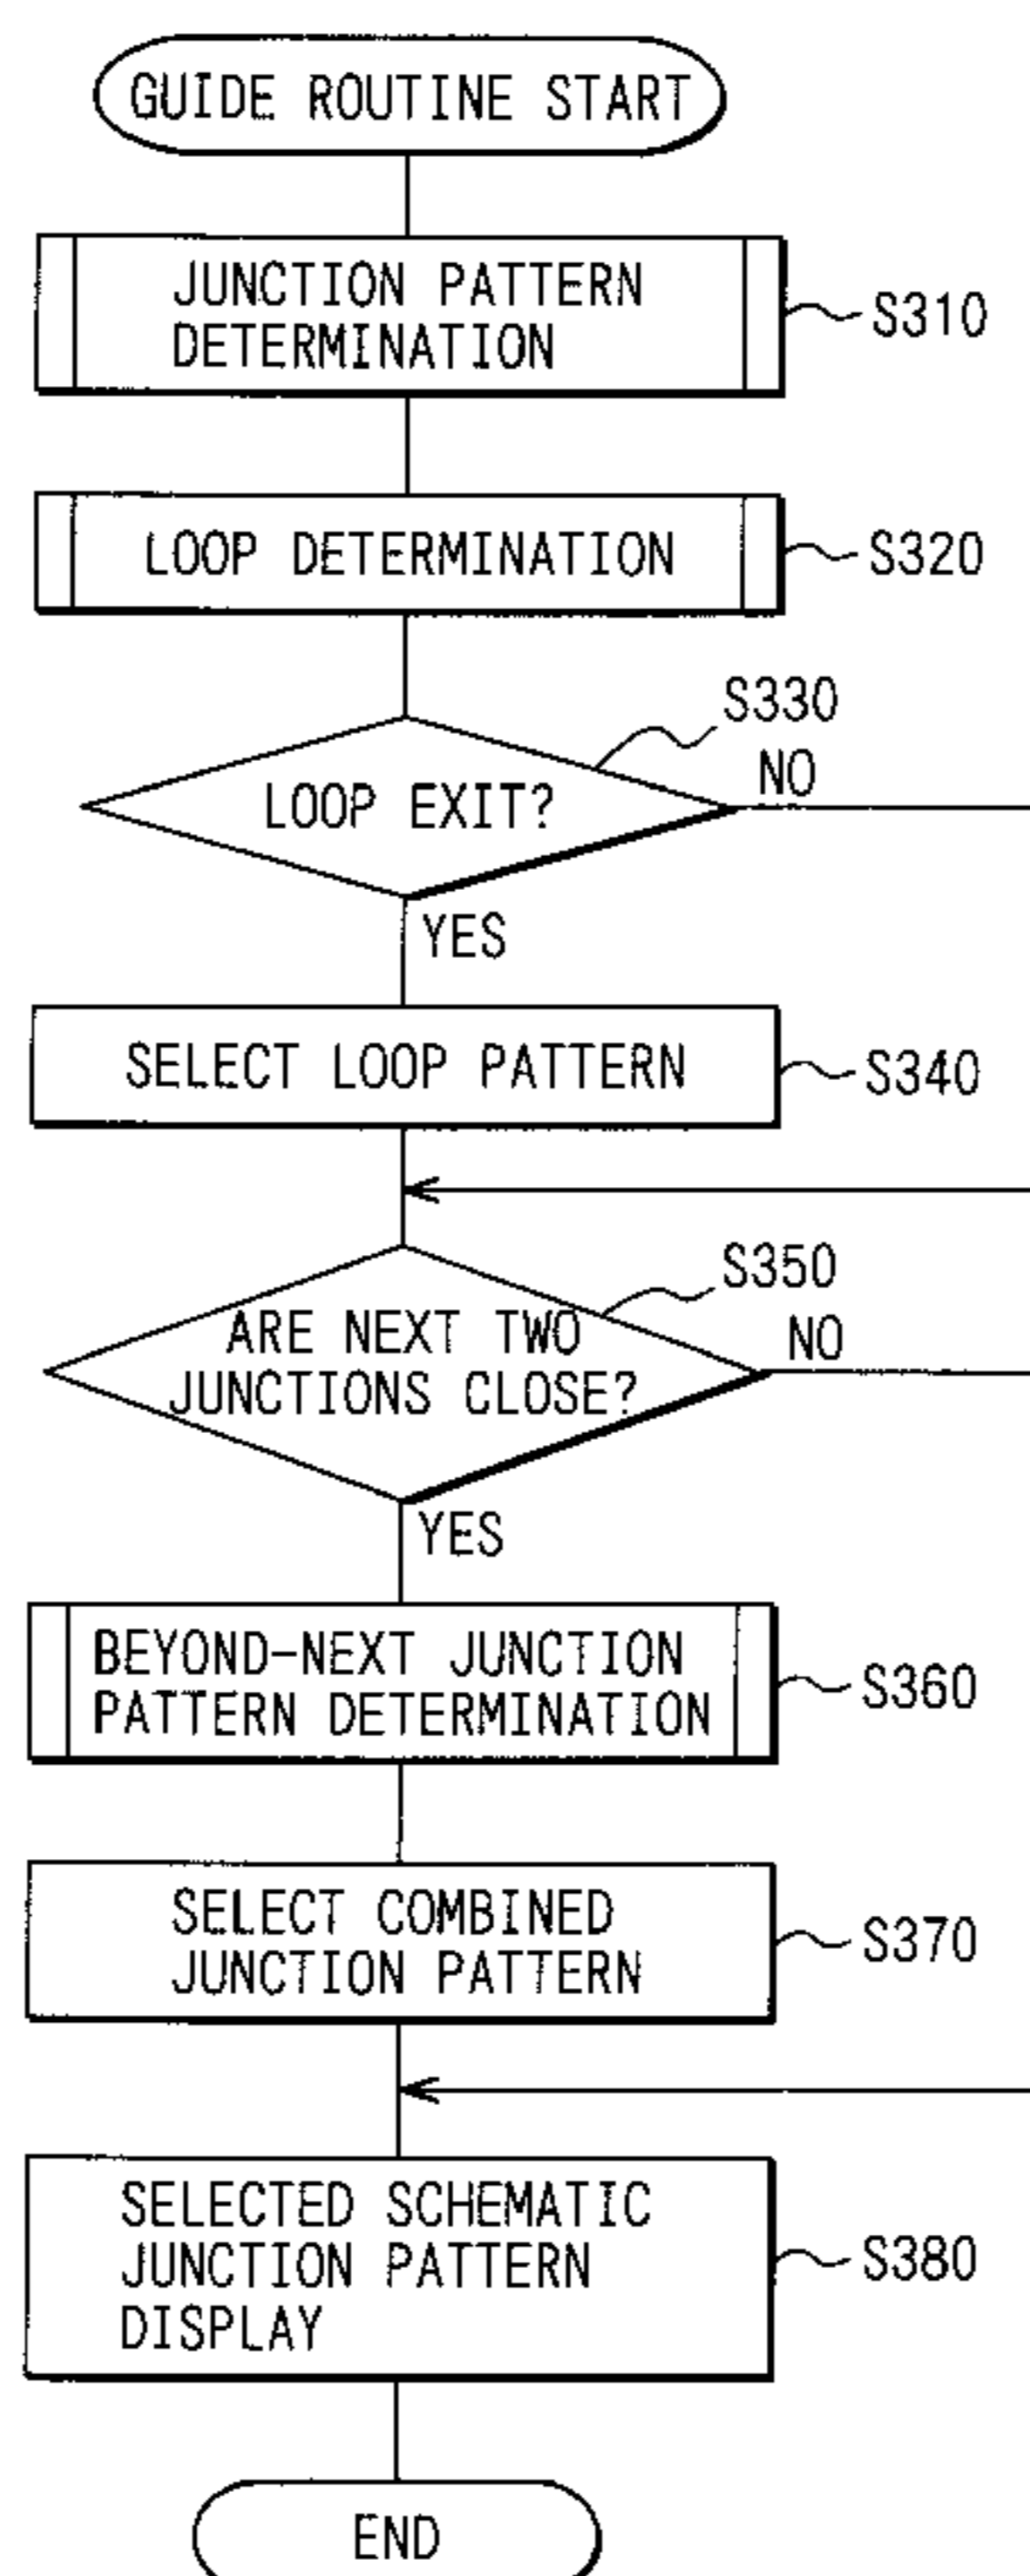 GUIDE ROUTINE START
JUNCTION PATTERN
DETERMINATION
S310
LOOP DETERMINATION
S320
S330
LOOP EXIT?
NO
YES
SELECT LOOP PATTERN
S340
S350
ARE NEXT TWO
JUNCTIONS CLOSE?
NO
YES
BEYOND-NEXT JUNCTION
PATTERN DETERMINATION
S360
SELECT COMBINED
JUNCTION PATTERN
S370
SELECTED SCHEMATIC
JUNCTION PATTERN
DISPLAY
S380
END